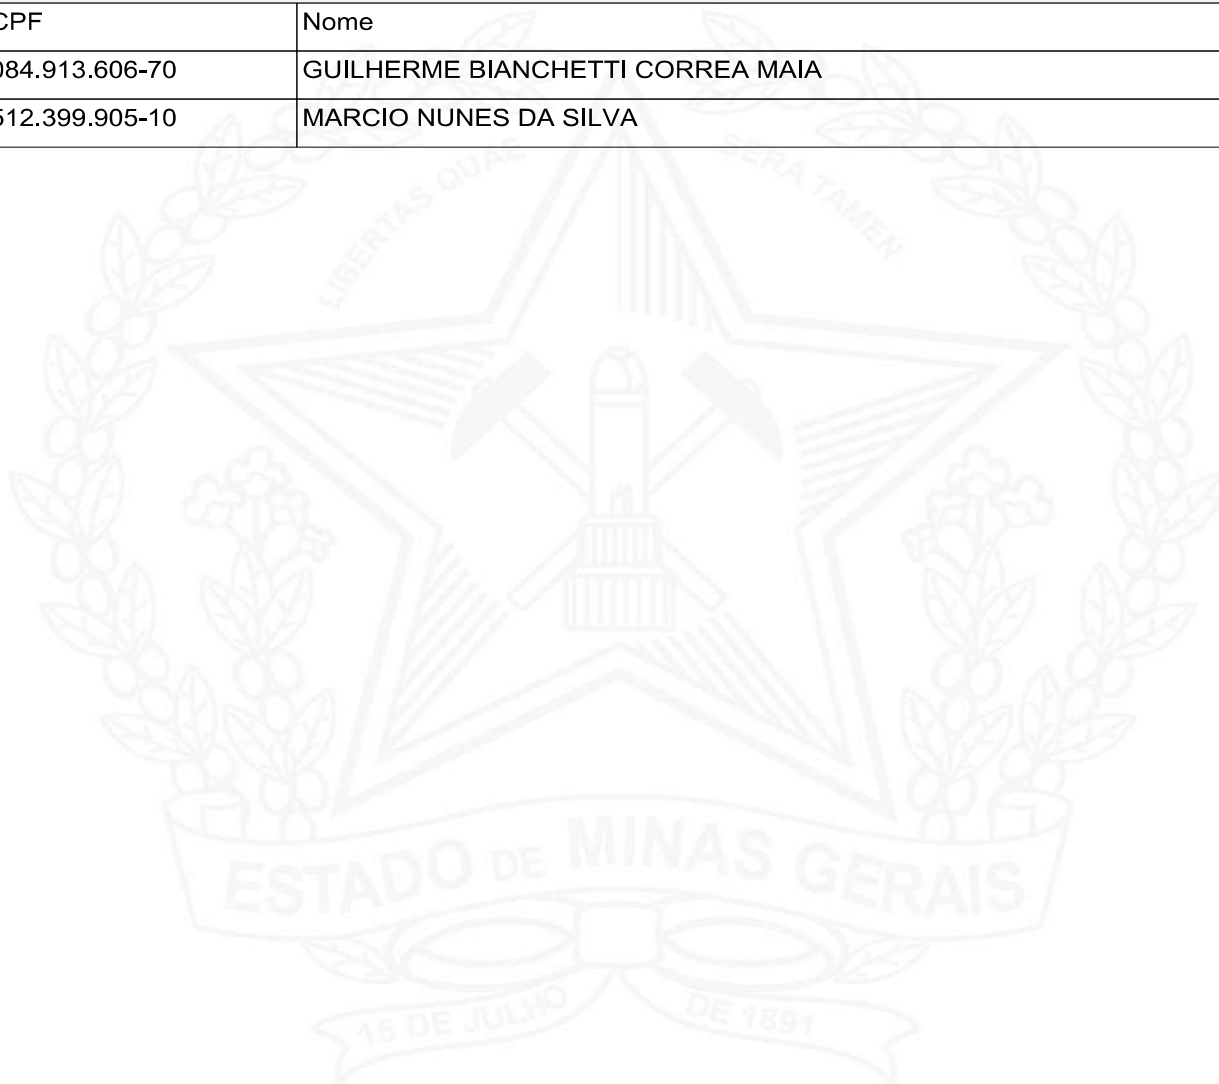 CPF Nome
084.913.606-70 GUILHERME BIANCHETTI CORREA MAIA
512.399.905-10 MARCIO NUNES DA SILVA
LIBERTAS QUAE SERA TAMEN
ESTADO DE MINAS GERAIS
15 DE JULHO DE 1891